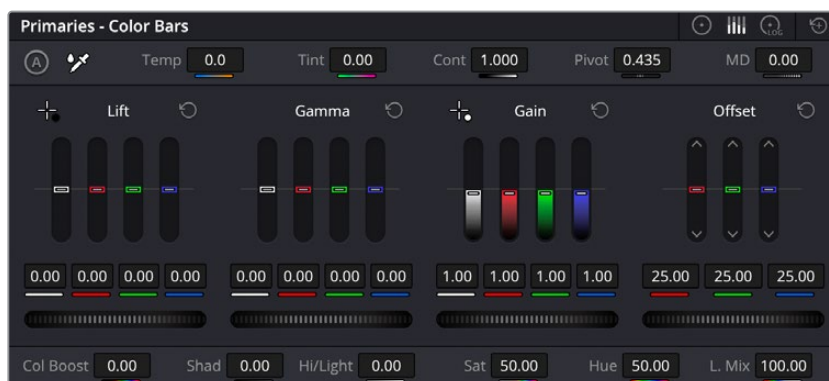 Primaries - Color Bars
LOG
A Temp 0.0 Tint 0.00 Cont 1.000 Pivot 0.435 MD 0.00
Lift Gamma Gain Offset
0.00 0.00 0.00 0.00 0.00 0.00 0.00 0.00 1.00 1.00 1.00 1.00 25.00 25.00 25.00
Col Boost 0.00 Shad 0.00 Hi/Light 0.00 Sat 50.00 Hue 50.00 L. Mix 100.00